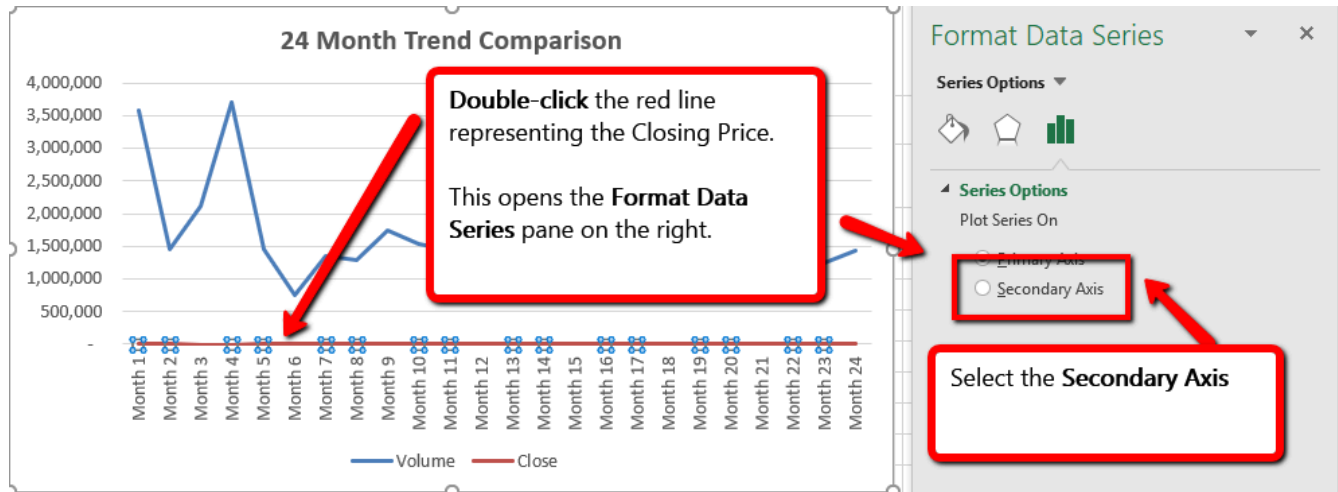 24 Month Trend Comparison
4,000,000
3,500,000
3,000,000
2,500,000
2,000,000
1,500,000
1,000,000
500,000
-
Month 1
Month 2
Month 3
Month 4
Month 5
Month 6
Month 7
Month 8
Month 9
Month 10
Month 11
Month 12
Month 13
Month 14
Month 15
Month 16
Month 17
Month 18
Month 19
Month 20
Month 21
Month 22
Month 23
Month 24
Volume
Close
Double-click the red line
representing the Closing Price.
This opens the Format Data
Series pane on the right.
Format Data Series
Series Options
Series Options
Plot Series On
Primary Axis
Secondary Axis
Select the Secondary Axis